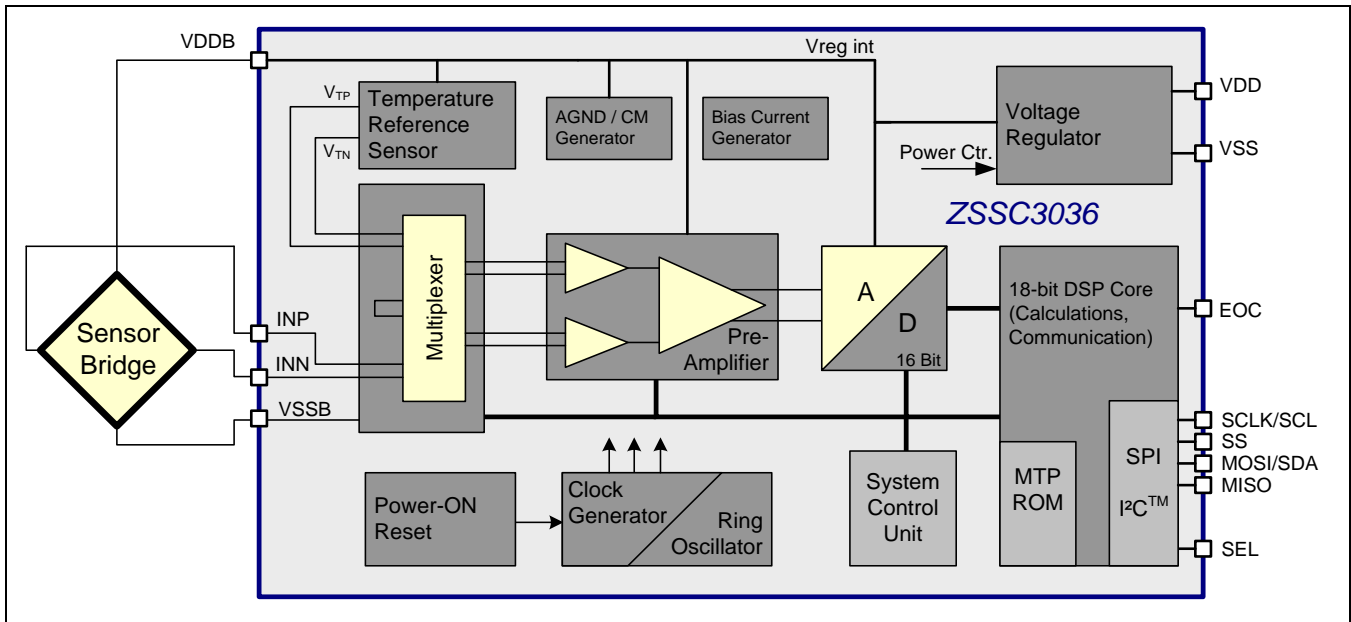 VDDB
Vreg int
VTP
Temperature
Reference
Sensor
VTN
AGND / CM
Generator
Bias Current
Generator
Voltage
Regulator
VDD
VSS
Power Ctr.
ZSSC3036
Multiplexer
Pre-
Amplifier
A
D
16 Bit
18-bit DSP Core
(Calculations,
Communication)
EOC
Sensor
Bridge
INP
INN
VSSB
SCLK/SCL
SS
MOSI/SDA
MISO
SEL
Power-ON
Reset
Clock
Generator
Ring
Oscillator
System
Control
Unit
MTP
ROM
SPI
I²C™